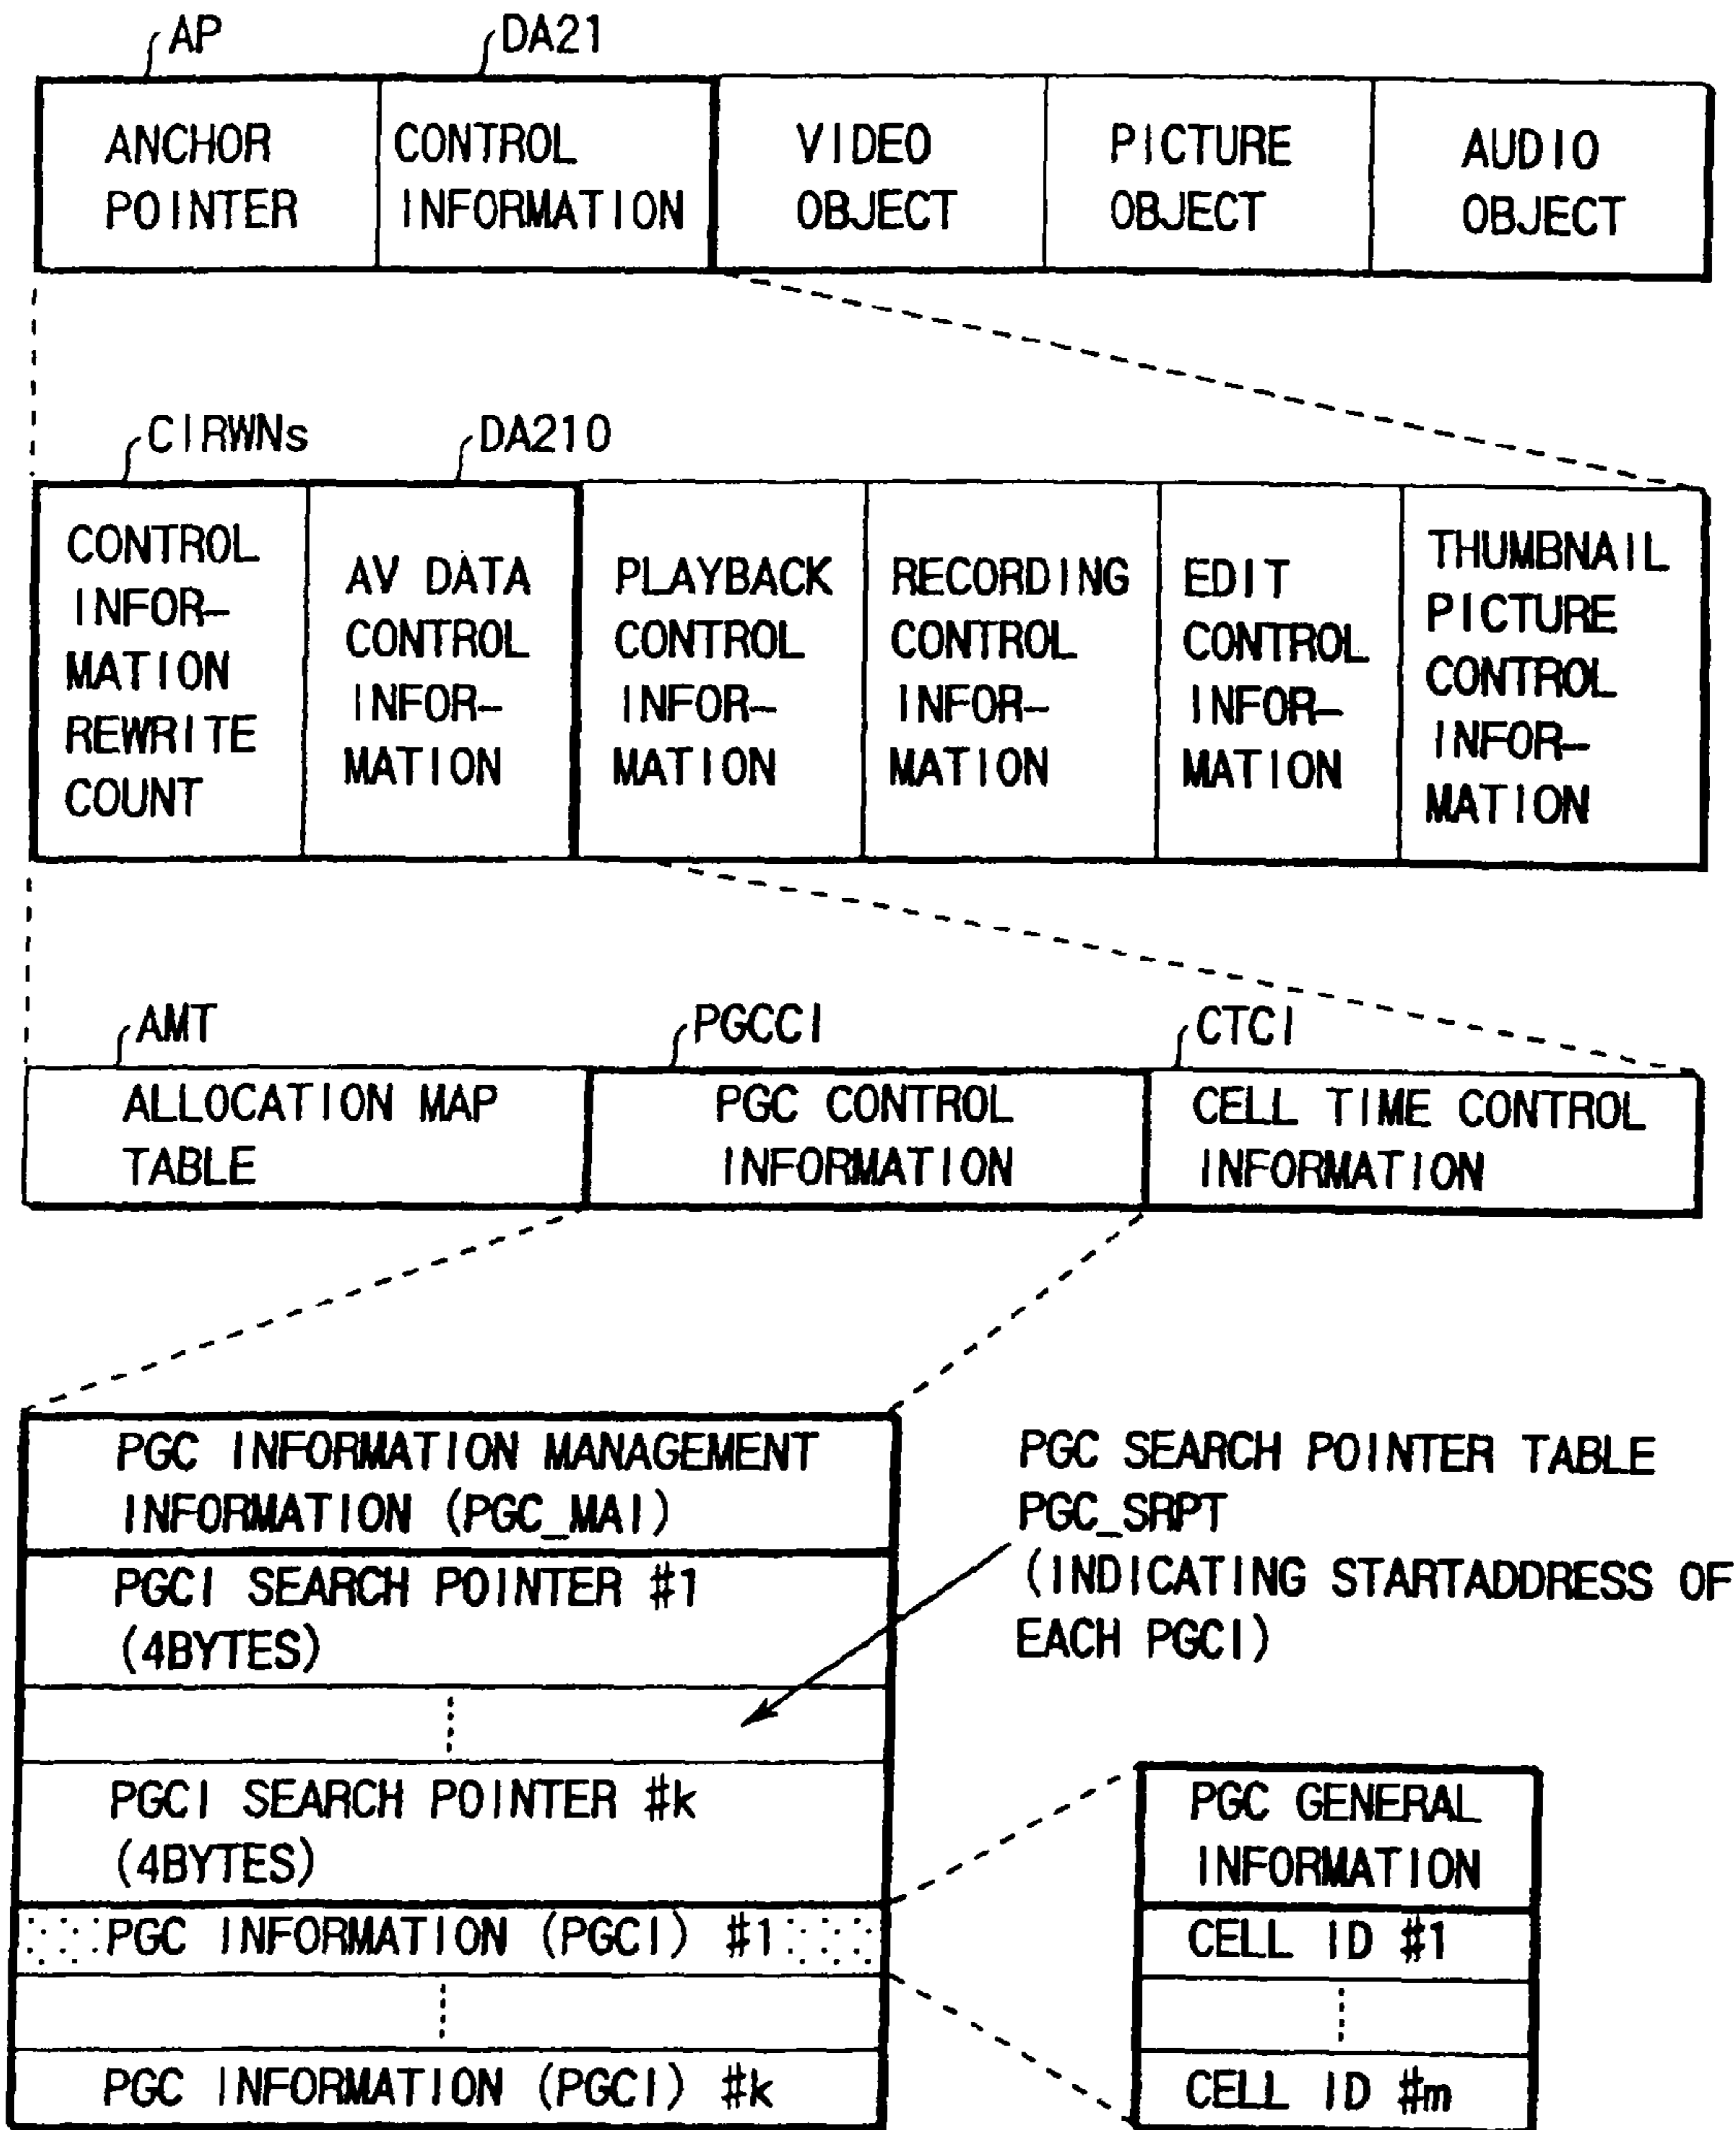 AP
DA21
ANCHOR
POINTER
CONTROL
INFORMATION
VIDEO
OBJECT
PICTURE
OBJECT
AUDIO
OBJECT
CIRWNs
DA210
CONTROL
INFOR-
MATION
REWRITE
COUNT
AV DATA
CONTROL
INFOR-
MATION
PLAYBACK
CONTROL
INFOR-
MATION
RECORDING
CONTROL
INFOR-
MATION
EDIT
CONTROL
INFOR-
MATION
THUMBNAIL
PICTURE
CONTROL
INFOR-
MATION
AMT
PGCCI
CTCI
ALLOCATION MAP
TABLE
PGC CONTROL
INFORMATION
CELL TIME CONTROL
INFORMATION
PGC INFORMATION MANAGEMENT
INFORMATION (PGC_MAI)
PGCI SEARCH POINTER #1
(4BYTES)
PGCI SEARCH POINTER #k
(4BYTES)
PGC INFORMATION (PGCI) #1
PGC INFORMATION (PGCI) #k
PGC SEARCH POINTER TABLE
PGC_SRPT
(INDICATING STARTADDRESS OF
EACH PGCI)
PGC GENERAL
INFORMATION
CELL ID #1
CELL ID #m